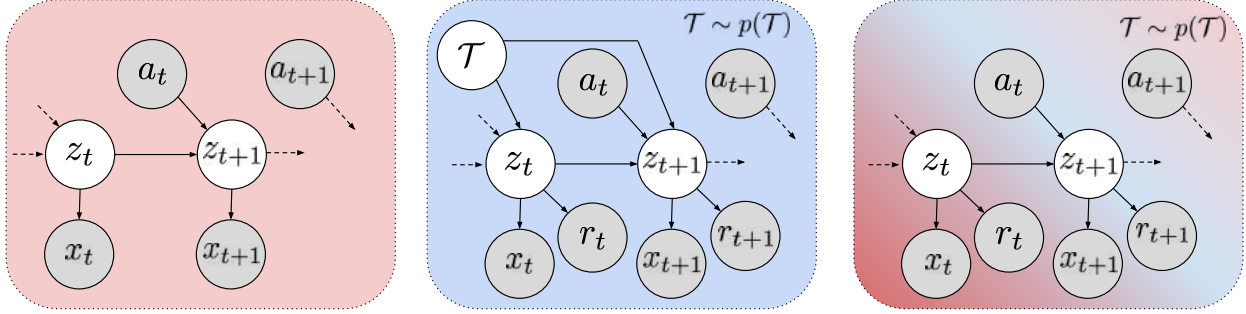 a_t
a_{t+1}
z_t
z_{t+1}
x_t
x_{t+1}
𝒯 ∼ p(𝒯)
𝒯
a_t
a_{t+1}
z_t
z_{t+1}
x_t
r_t
x_{t+1}
r_{t+1}
𝒯 ∼ p(𝒯)
a_t
a_{t+1}
z_t
z_{t+1}
x_t
r_t
x_{t+1}
r_{t+1}